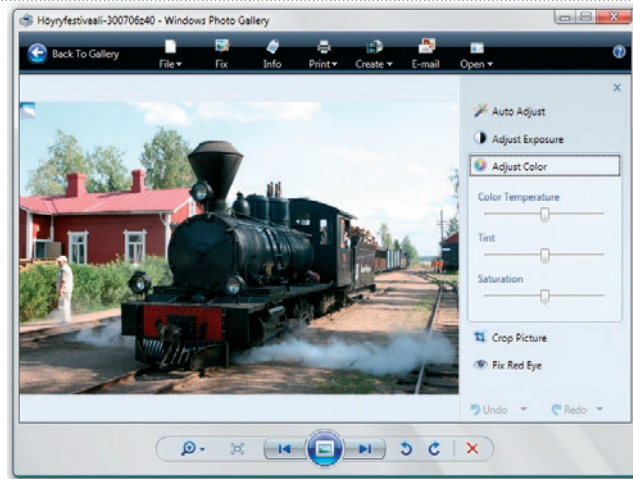 Höyryfestivaali-300706z40 - Windows Photo Gallery
Back To Gallery
File
Fix
Info
Print
Create
E-mail
Open
Auto Adjust
Adjust Exposure
Adjust Color
Color Temperature
Tint
Saturation
Crop Picture
Fix Red Eye
Undo
Redo